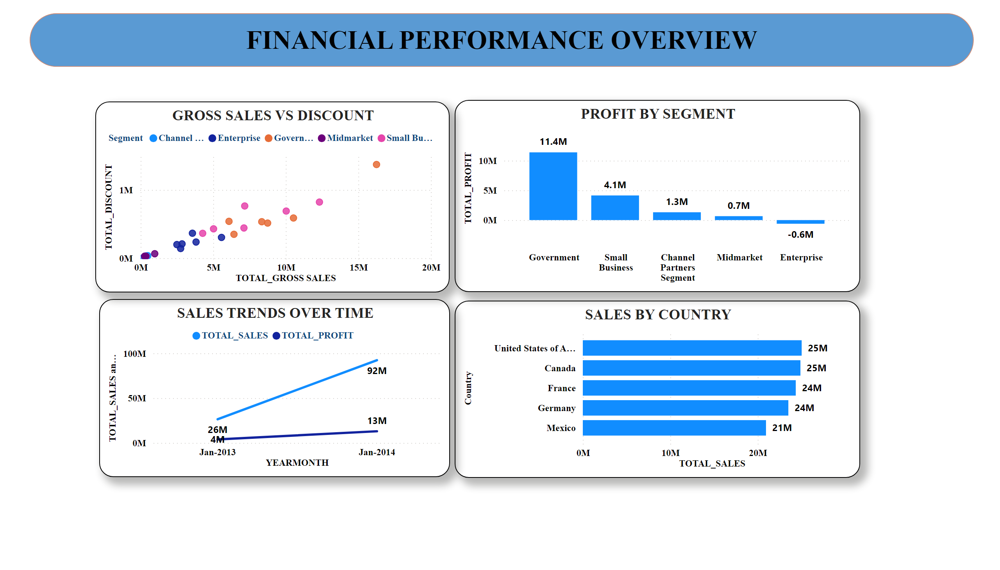 FINANCIAL PERFORMANCE OVERVIEW
GROSS SALES VS DISCOUNT
Segment Channel … Enterprise Govern… Midmarket Small Bu…
TOTAL_DISCOUNT
1M
0M
0M 5M 10M 15M 20M
TOTAL_GROSS SALES
PROFIT BY SEGMENT
TOTAL_PROFIT
10M
5M
0M
11.4M
4.1M
1.3M
0.7M
-0.6M
Government
Small
Business
Channel
Partners
Segment
Midmarket
Enterprise
SALES TRENDS OVER TIME
TOTAL_SALES TOTAL_PROFIT
TOTAL_SALES an…
100M
50M
0M
92M
13M
26M
4M
Jan-2013 Jan-2014
YEARMONTH
SALES BY COUNTRY
Country
United States of A… 25M
Canada 25M
France 24M
Germany 24M
Mexico 21M
0M 10M 20M
TOTAL_SALES